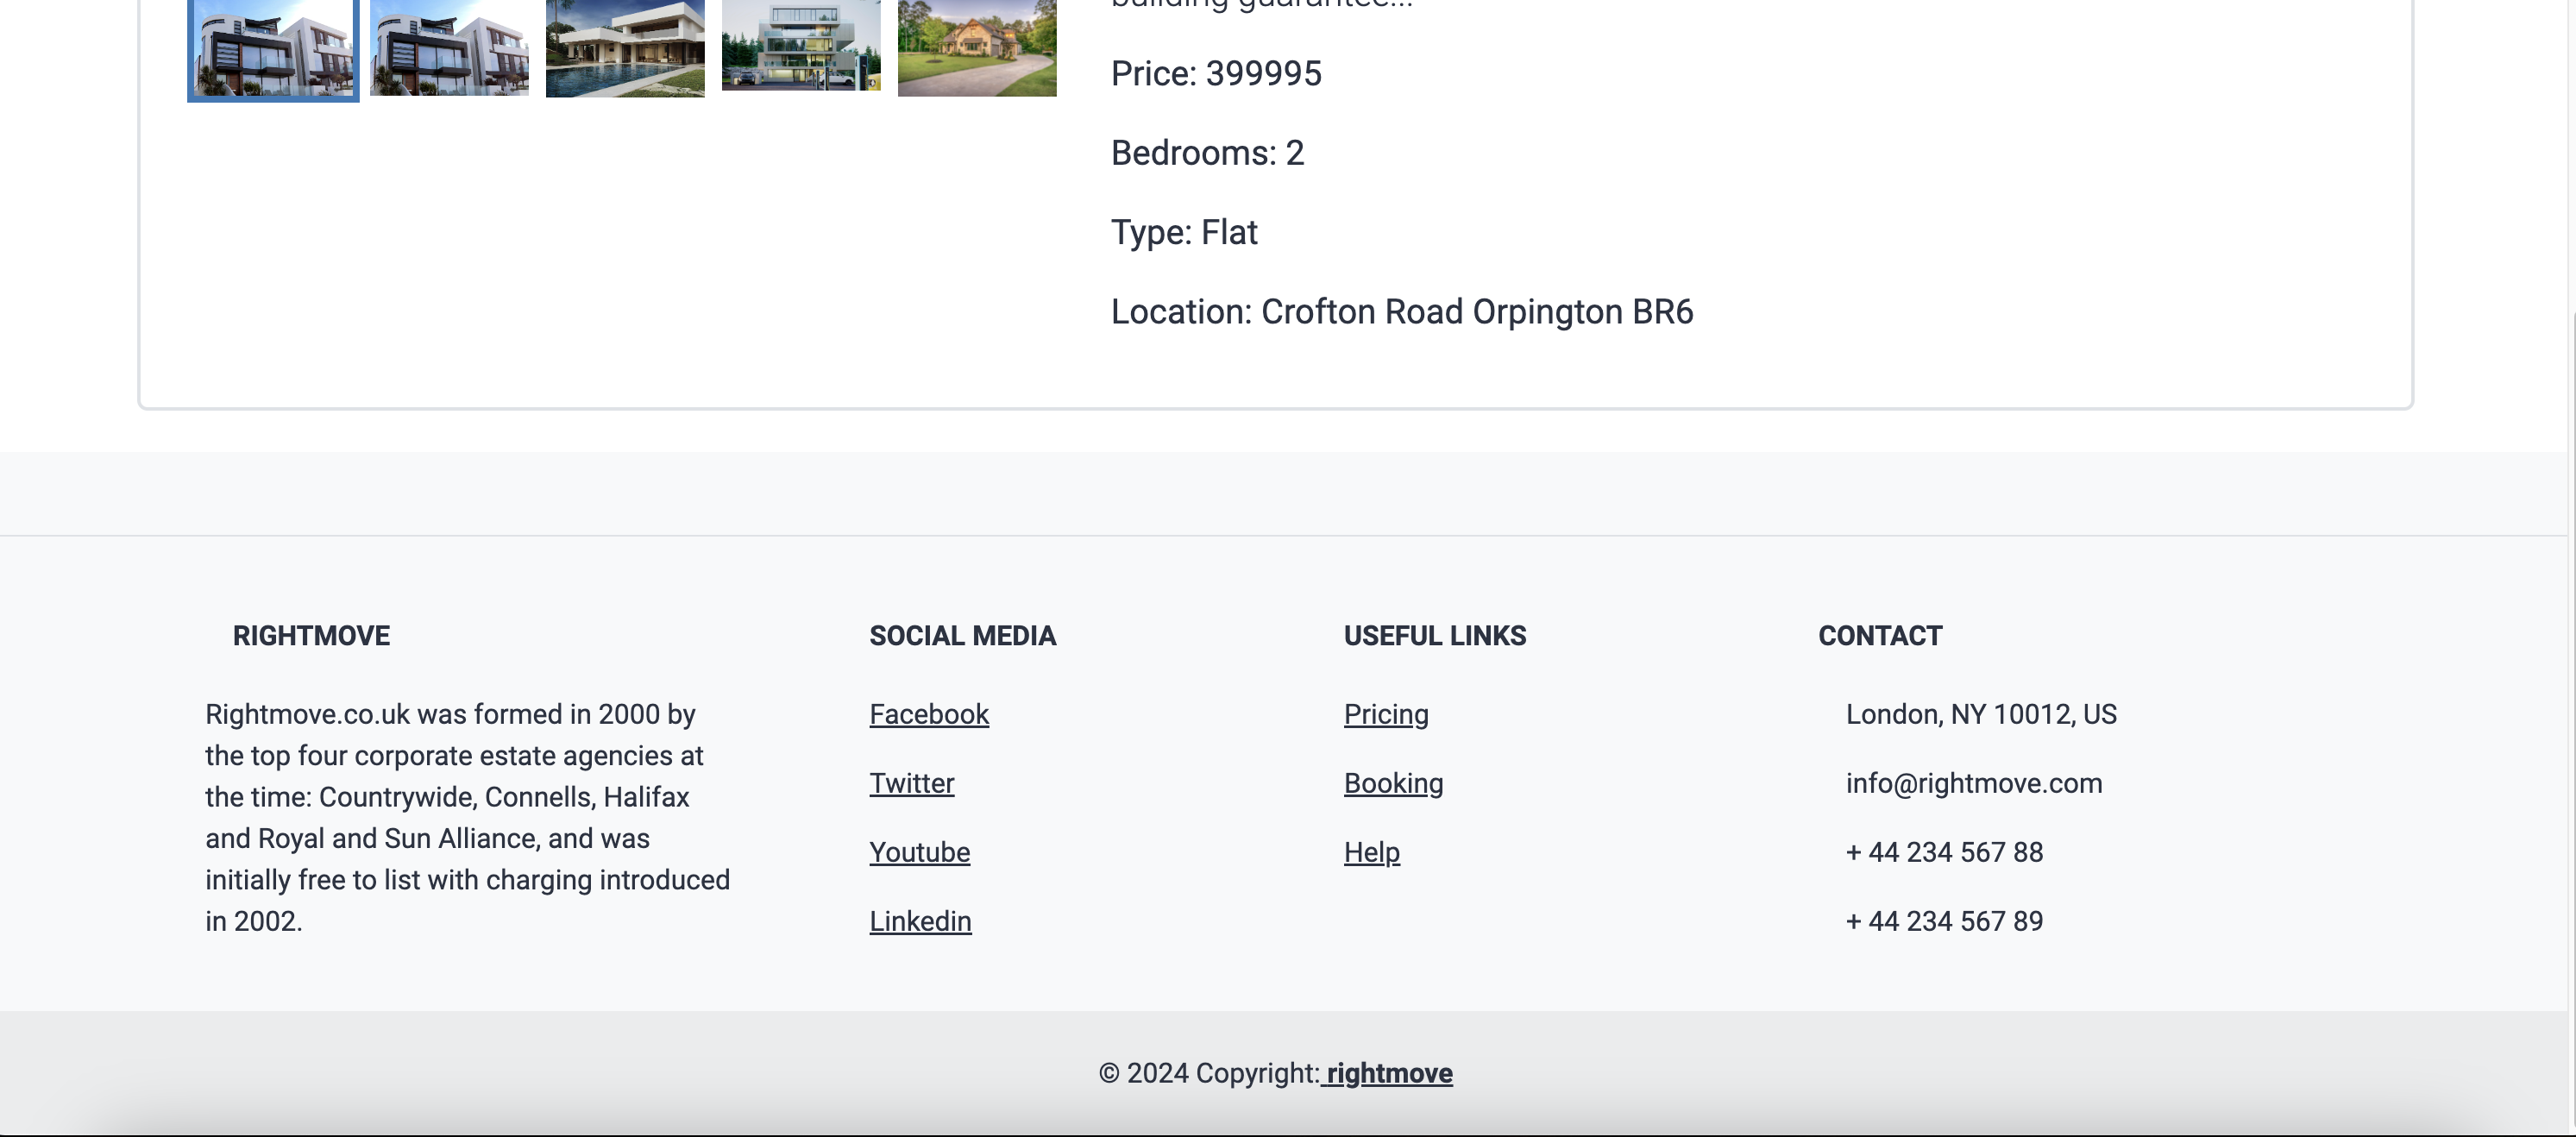 building guarantee...
Price: 399995
Bedrooms: 2
Type: Flat
Location: Crofton Road Orpington BR6
RIGHTMOVE
Rightmove.co.uk was formed in 2000 by
the top four corporate estate agencies at
the time: Countrywide, Connells, Halifax
and Royal and Sun Alliance, and was
initially free to list with charging introduced
in 2002.
SOCIAL MEDIA
Facebook
Twitter
Youtube
Linkedin
USEFUL LINKS
Pricing
Booking
Help
CONTACT
London, NY 10012, US
info@rightmove.com
+ 44 234 567 88
+ 44 234 567 89
© 2024 Copyright: rightmove